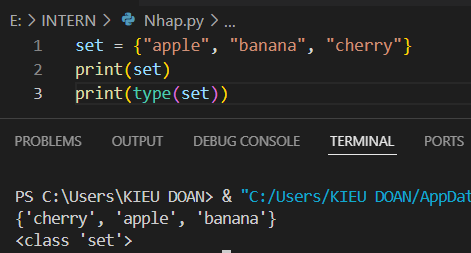 E: > INTERN > Nhap.py > ...
1 set = {"apple", "banana", "cherry"}
2 print(set)
3 print(type(set))
PROBLEMS OUTPUT DEBUG CONSOLE TERMINAL PORTS
PS C:\Users\KIEU DOAN> & "C:/Users/KIEU DOAN/AppDat
{'cherry', 'apple', 'banana'}
<class 'set'>